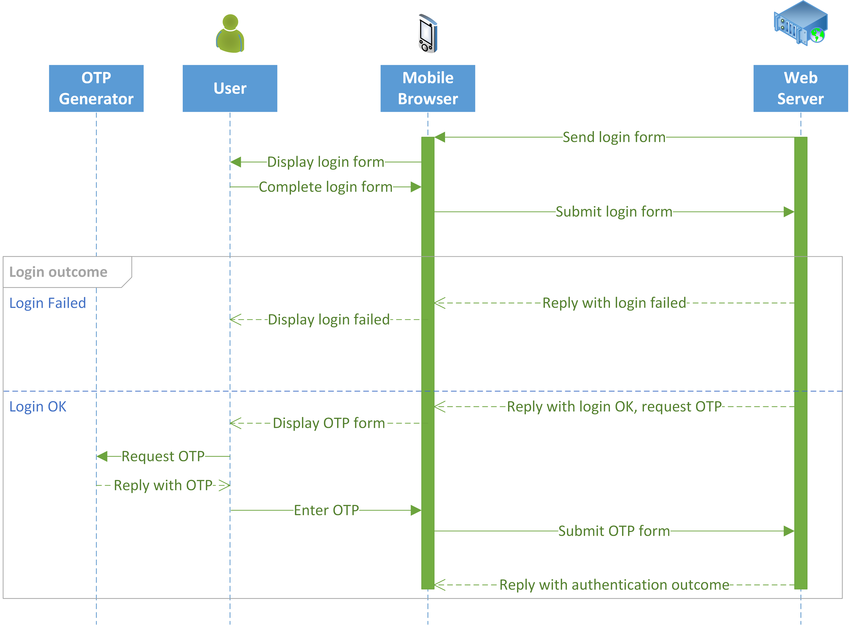 OTP
Generator
User
Mobile
Browser
Web
Server
Send login form
Display login form
Complete login form
Submit login form
Login outcome
Login Failed
Reply with login failed
Display login failed
Login OK
Reply with login OK, request OTP
Display OTP form
Request OTP
Reply with OTP
Enter OTP
Submit OTP form
Reply with authentication outcome